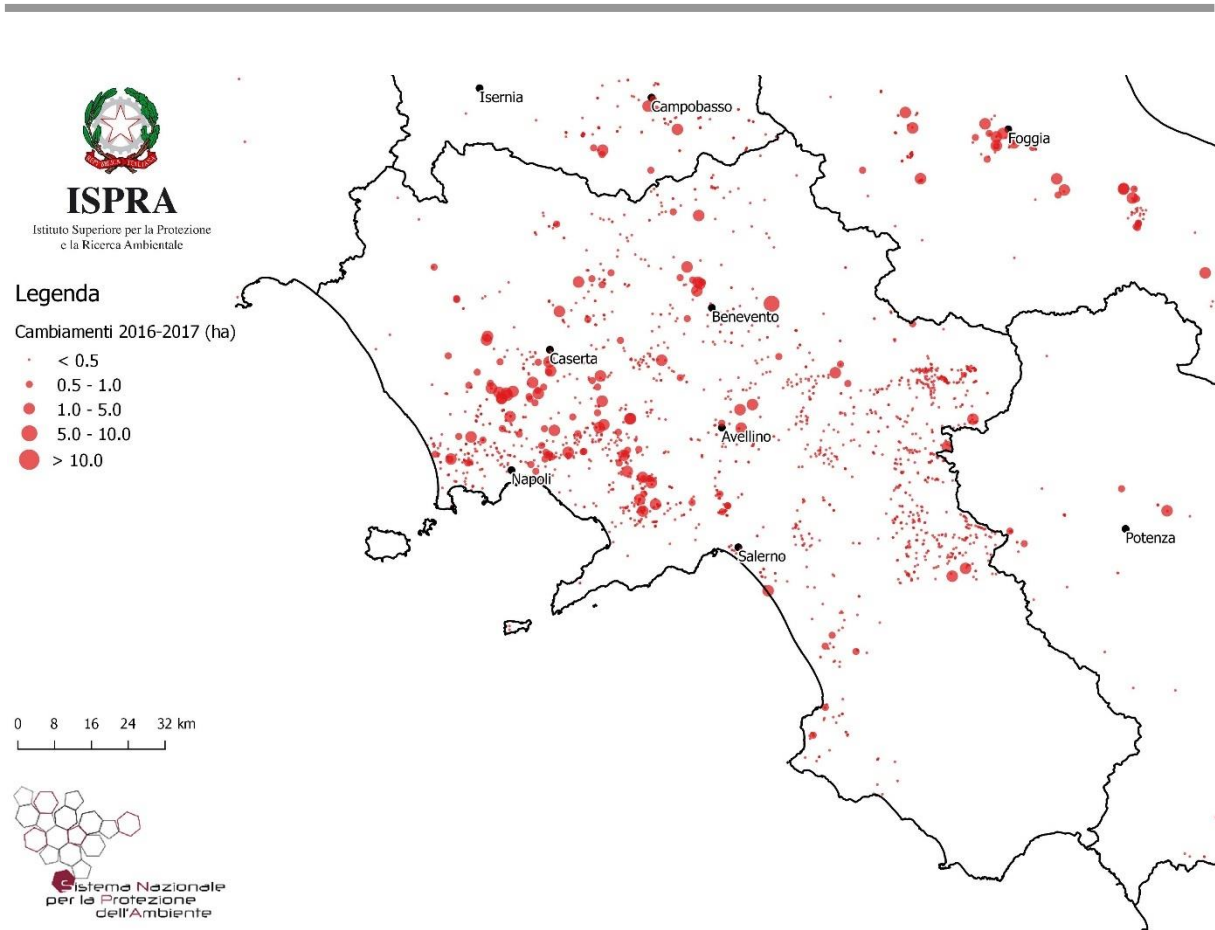 REPVBBLICA ITALIANA
ISPRA
Istituto Superiore per la Protezione
e la Ricerca Ambientale
Legenda
Cambiamenti 2016-2017 (ha)
< 0.5
0.5 - 1.0
1.0 - 5.0
5.0 - 10.0
> 10.0
Isernia
Campobasso
Foggia
Benevento
Caserta
Avellino
Napoli
Potenza
Salerno
0 8 16 24 32 km
Sistema Nazionale
per la Protezione
dell'Ambiente